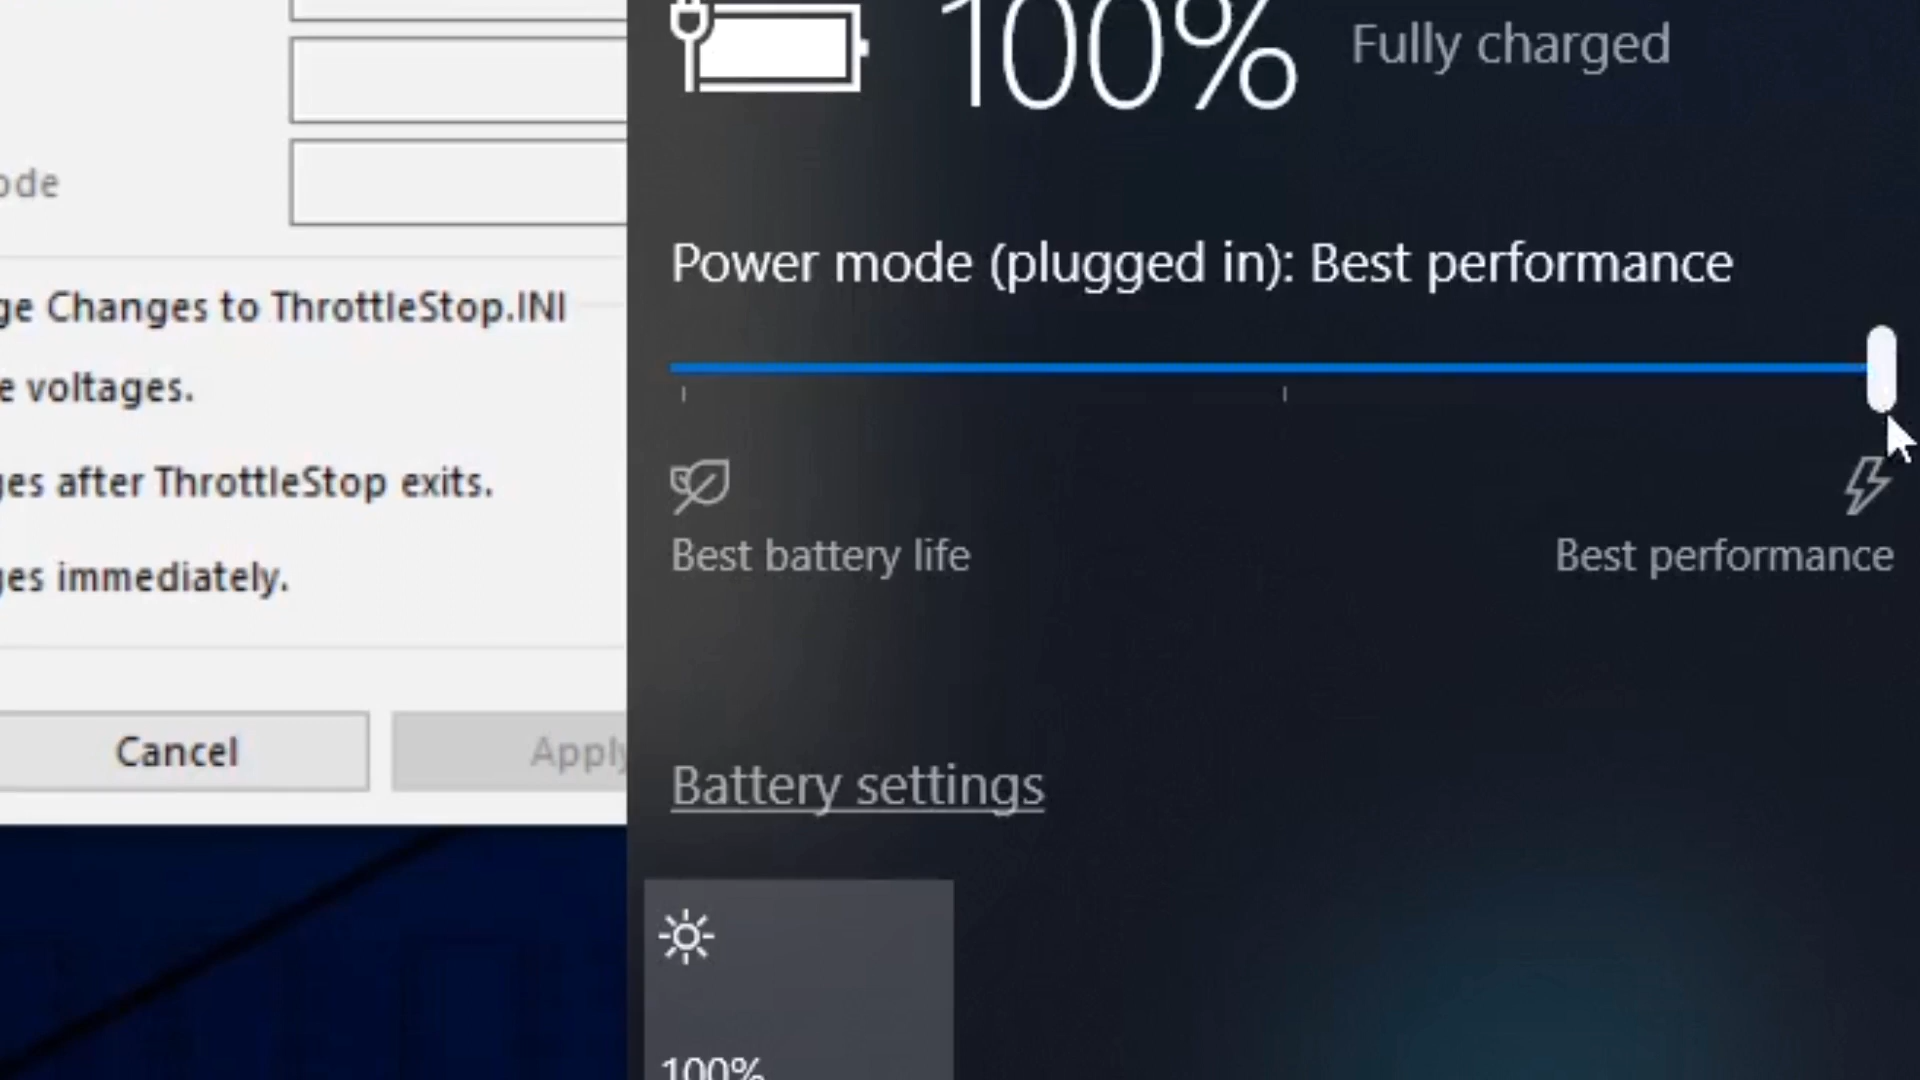 100% Fully charged
ode
Power mode (plugged in): Best performance
ge Changes to ThrottleStop.INI
e voltages.
ges after ThrottleStop exits.
Best battery life Best performance
ges immediately.
Cancel Apply
Battery settings
100%